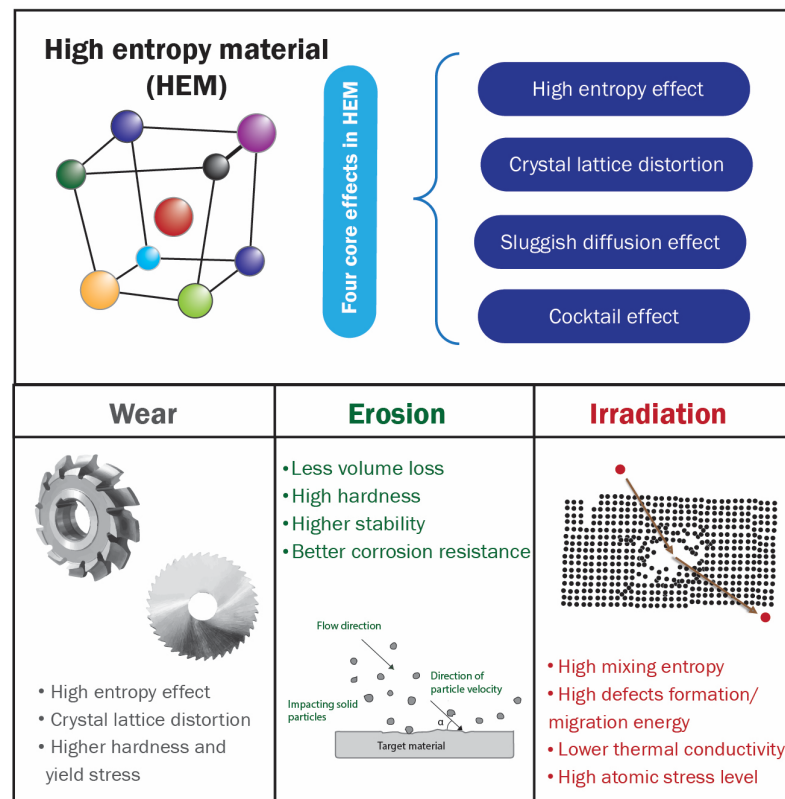 High entropy material
(HEM)
Four core effects in HEM
High entropy effect
Crystal lattice distortion
Sluggish diffusion effect
Cocktail effect
Wear
• High entropy effect
• Crystal lattice distortion
• Higher hardness and
yield stress
Erosion
• Less volume loss
• High hardness
• Higher stability
• Better corrosion resistance
Flow direction
Direction of
particle velocity
Impacting solid
particles
α
Target material
Irradiation
• High mixing entropy
• High defects formation/
migration energy
• Lower thermal conductivity
• High atomic stress level